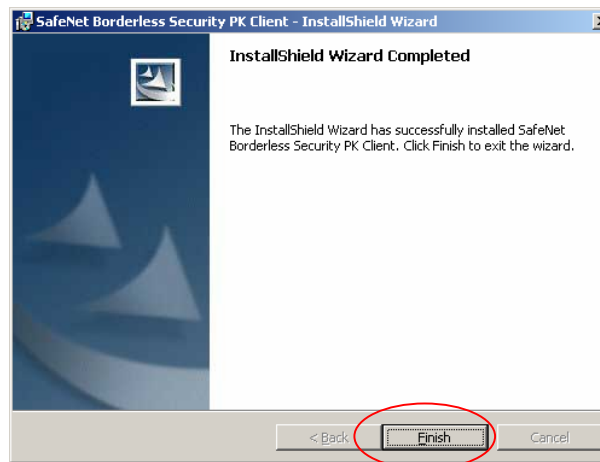 SafeNet Borderless Security PK Client - InstallShield Wizard
InstallShield Wizard Completed
The InstallShield Wizard has successfully installed SafeNet
Borderless Security PK Client. Click Finish to exit the wizard.
< Back
Finish
Cancel